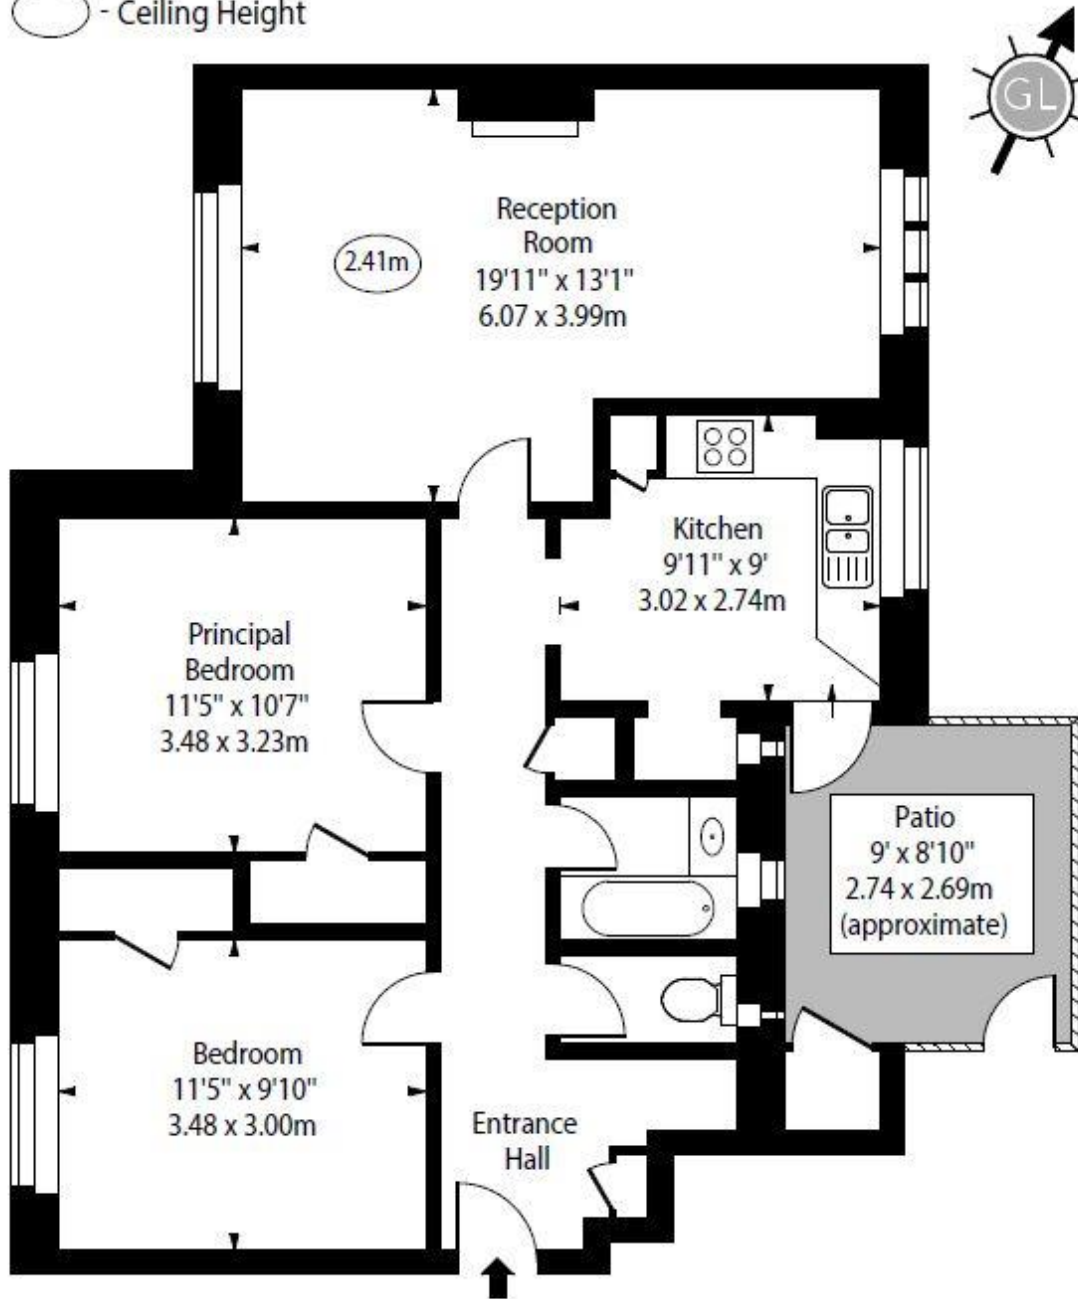 - Ceiling Height
GL
Reception
Room
19'11" x 13'1"
6.07 x 3.99m
2.41m
Kitchen
9'11" x 9'
3.02 x 2.74m
Principal
Bedroom
11'5" x 10'7"
3.48 x 3.23m
Patio
9' x 8'10"
2.74 x 2.69m
(approximate)
Bedroom
11'5" x 9'10"
3.48 x 3.00m
Entrance
Hall